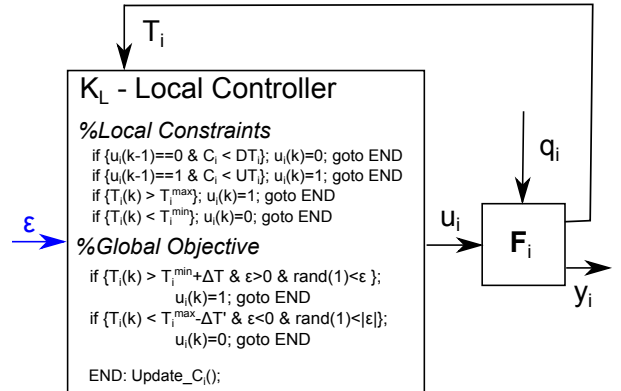 T_i
K_L - Local Controller
%Local Constraints
if {u_i(k-1)==0 & C_i < DT_i}; u_i(k)=0; goto END
if {u_i(k-1)==1 & C_i < UT_i}; u_i(k)=1; goto END
if {T_i(k) > T_i^max}; u_i(k)=1; goto END
if {T_i(k) < T_i^min}; u_i(k)=0; goto END
%Global Objective
if {T_i(k) > T_i^min+ΔT & ε>0 & rand(1)<ε };
u_i(k)=1; goto END
if {T_i(k) < T_i^max-ΔT' & ε<0 & rand(1)<|ε|};
u_i(k)=0; goto END
END: Update_C_i();
ε
u_i
q_i
F_i
y_i